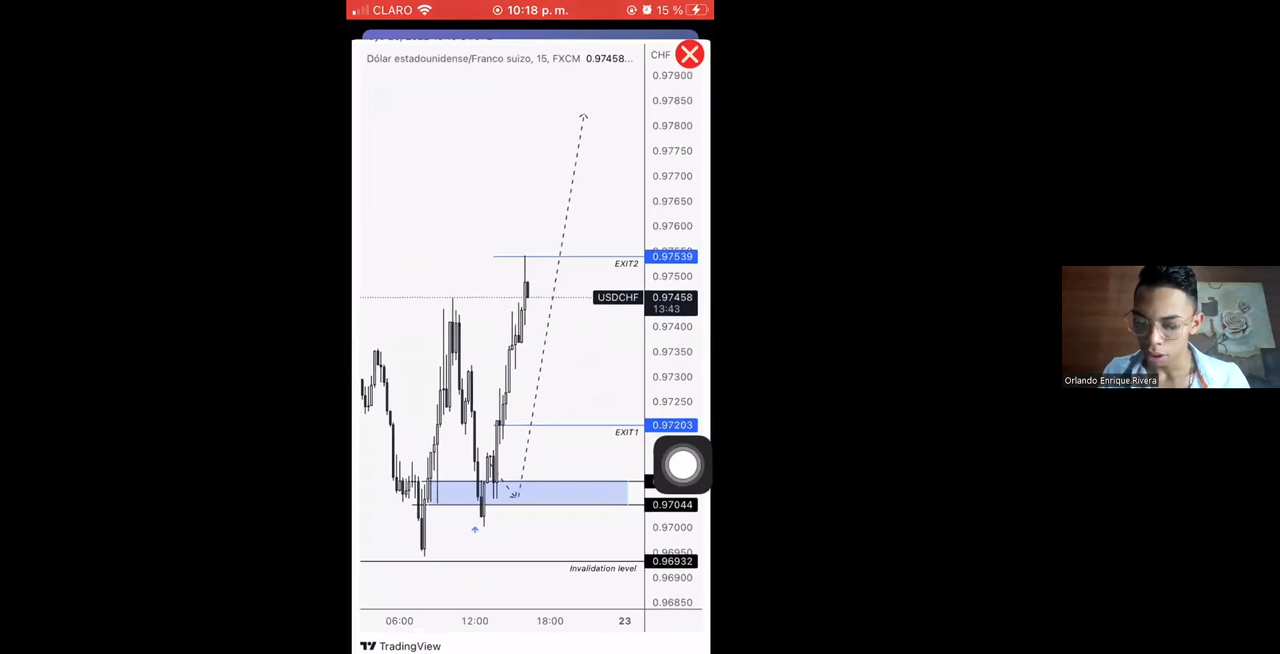 CLARO
10:18 p. m.
15 %
Dólar estadounidense/Franco suizo, 15, FXCM 0.97458...
CHF
0.97900
0.97850
0.97800
0.97750
0.97700
0.97650
0.97600
0.97539
EXIT2
0.97500
USDCHF
0.97458
13:43
0.97400
0.97350
0.97300
0.97250
0.97203
EXIT1
0.97044
0.97000
0.96950
0.96932
Invalidation level
0.96900
0.96850
06:00
12:00
18:00
23
TradingView
Orlando Enrique Rivera